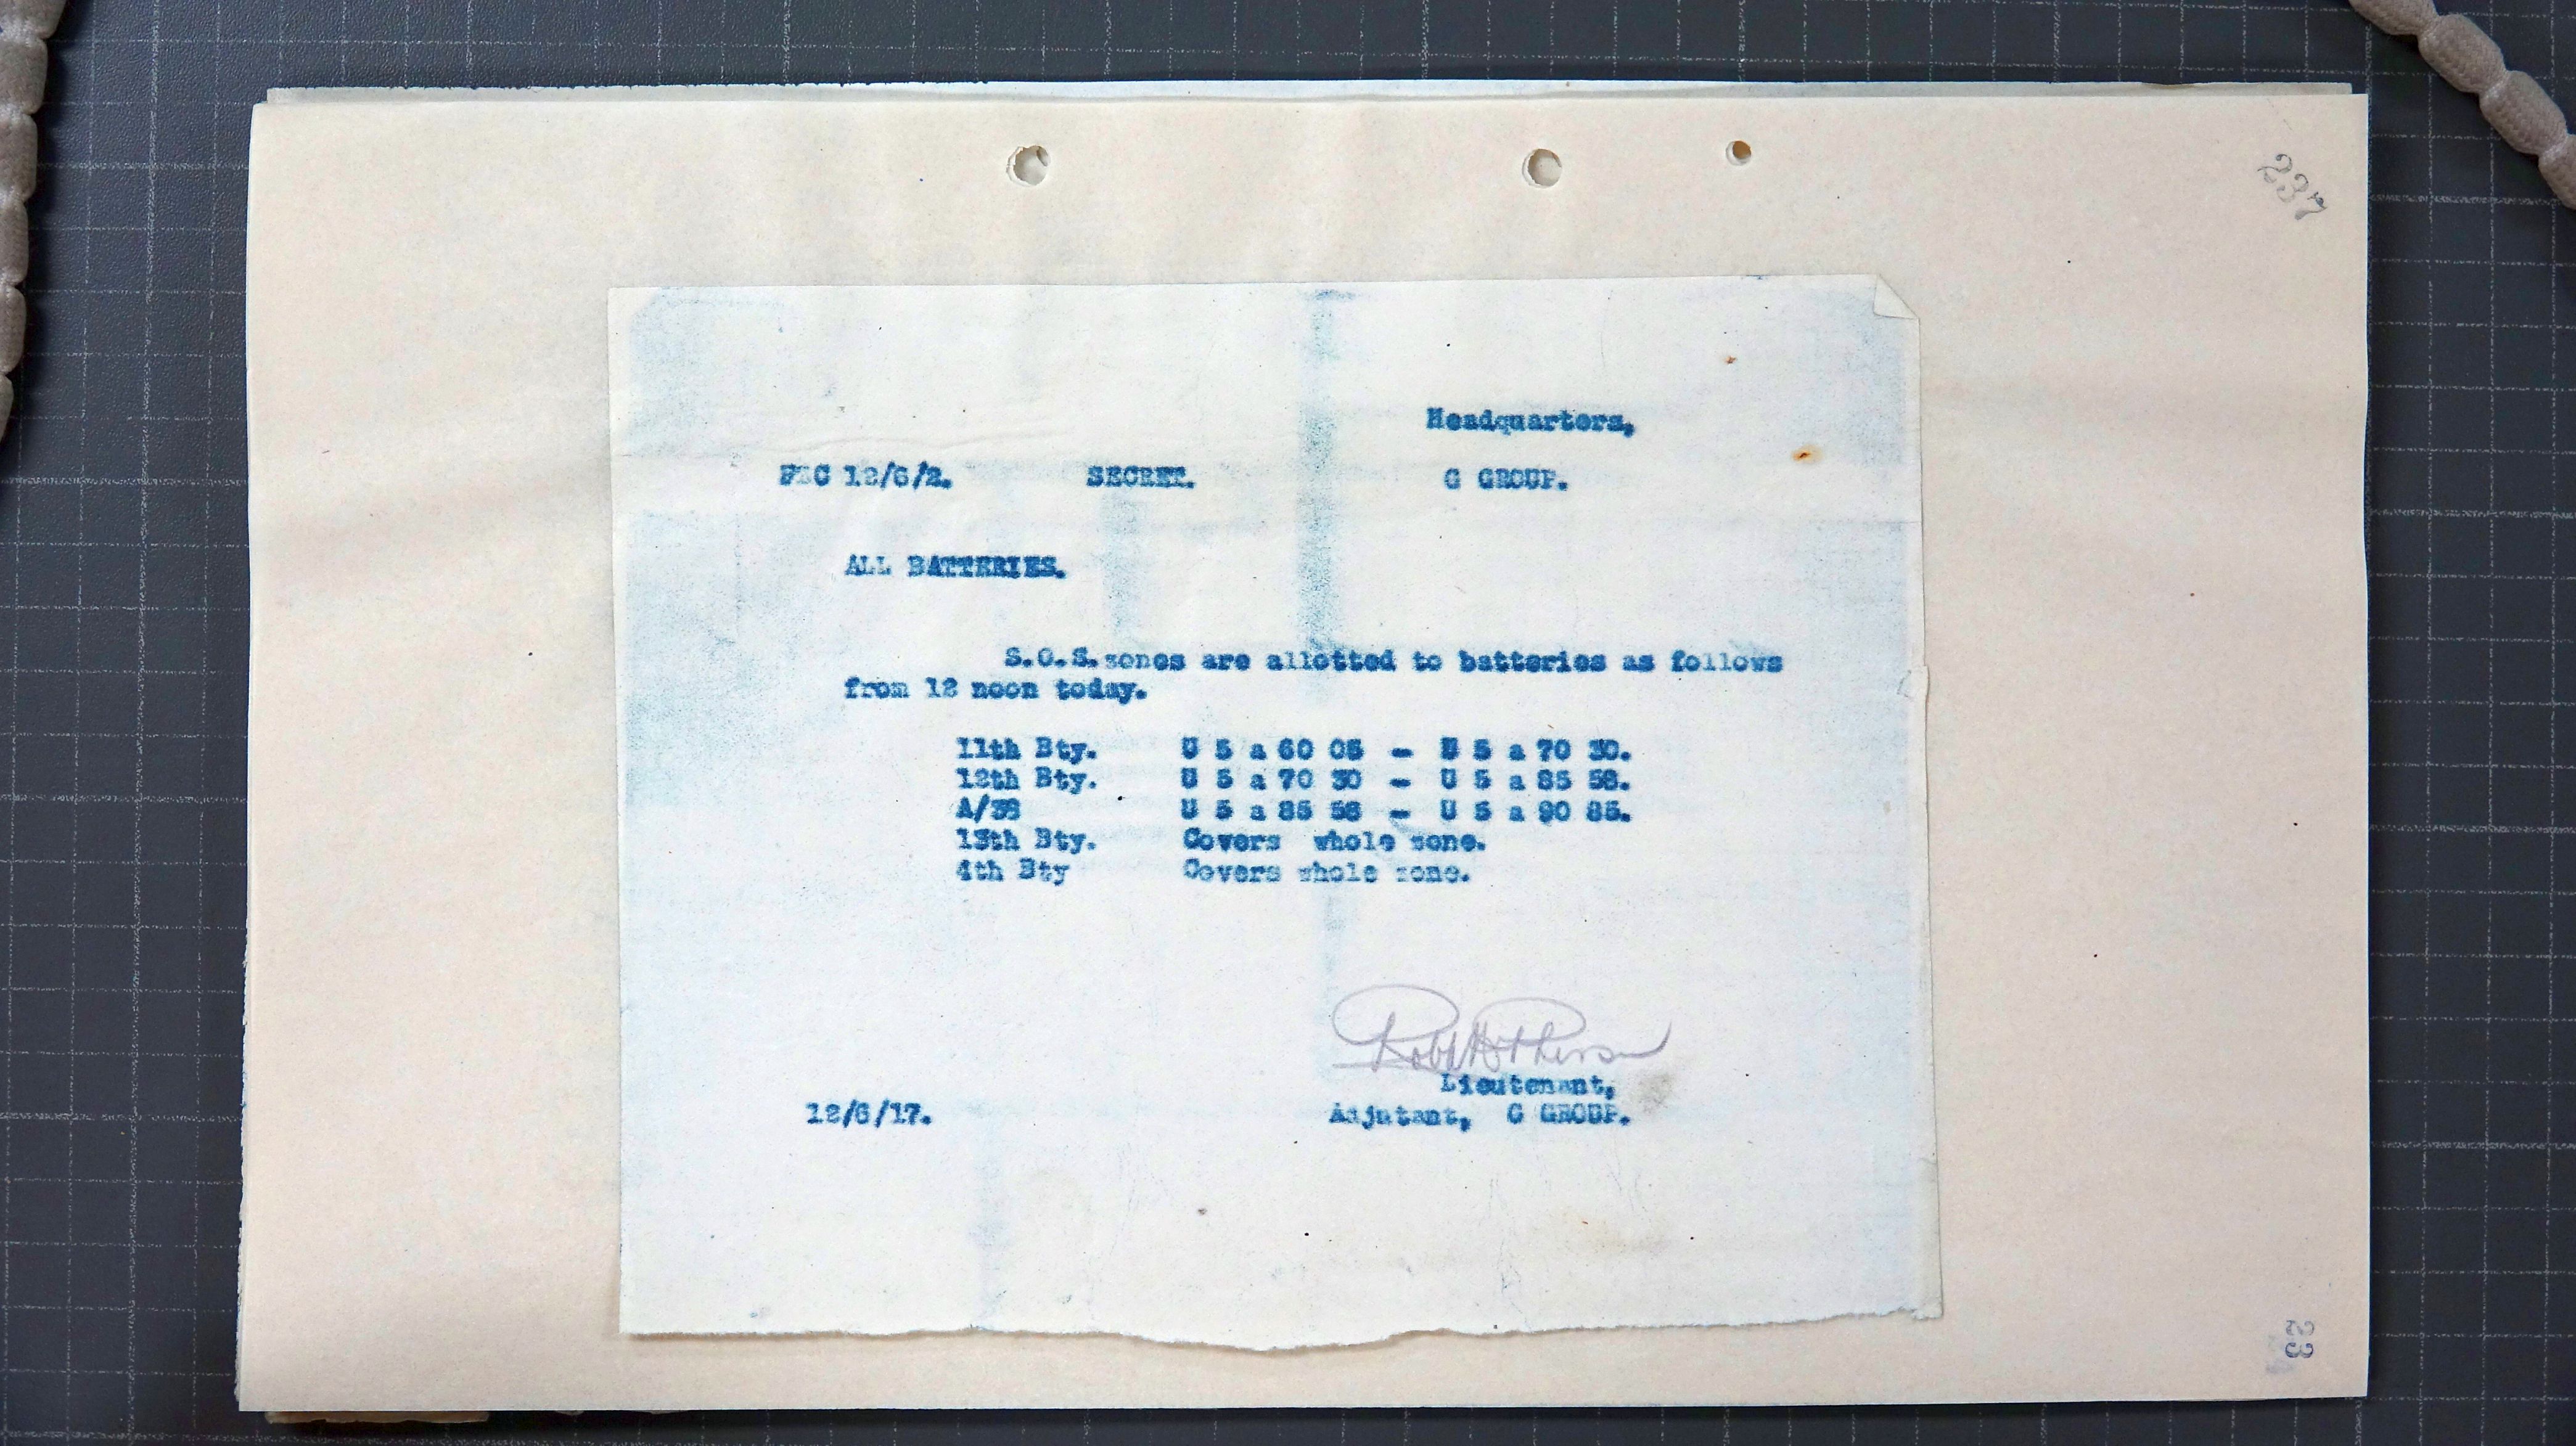 237
Headquarters,
12/6/2. SECRET. C GROUP.
ALL BATTERIES.
S.O.S. zones are allotted to batteries as follows
from 12 noon today.
11th Bty. U 5 a 60 05 - U 5 a 70 30.
12th Bty. U 5 a 70 30 - U 5 a 85 58.
A/38 U 5 a 85 58 - U 5 a 90 85.
13th Bty. Covers whole zone.
4th Bty Covers whole zone.
Lieutenant,
12/6/17. Adjutant, C GROUP.
23